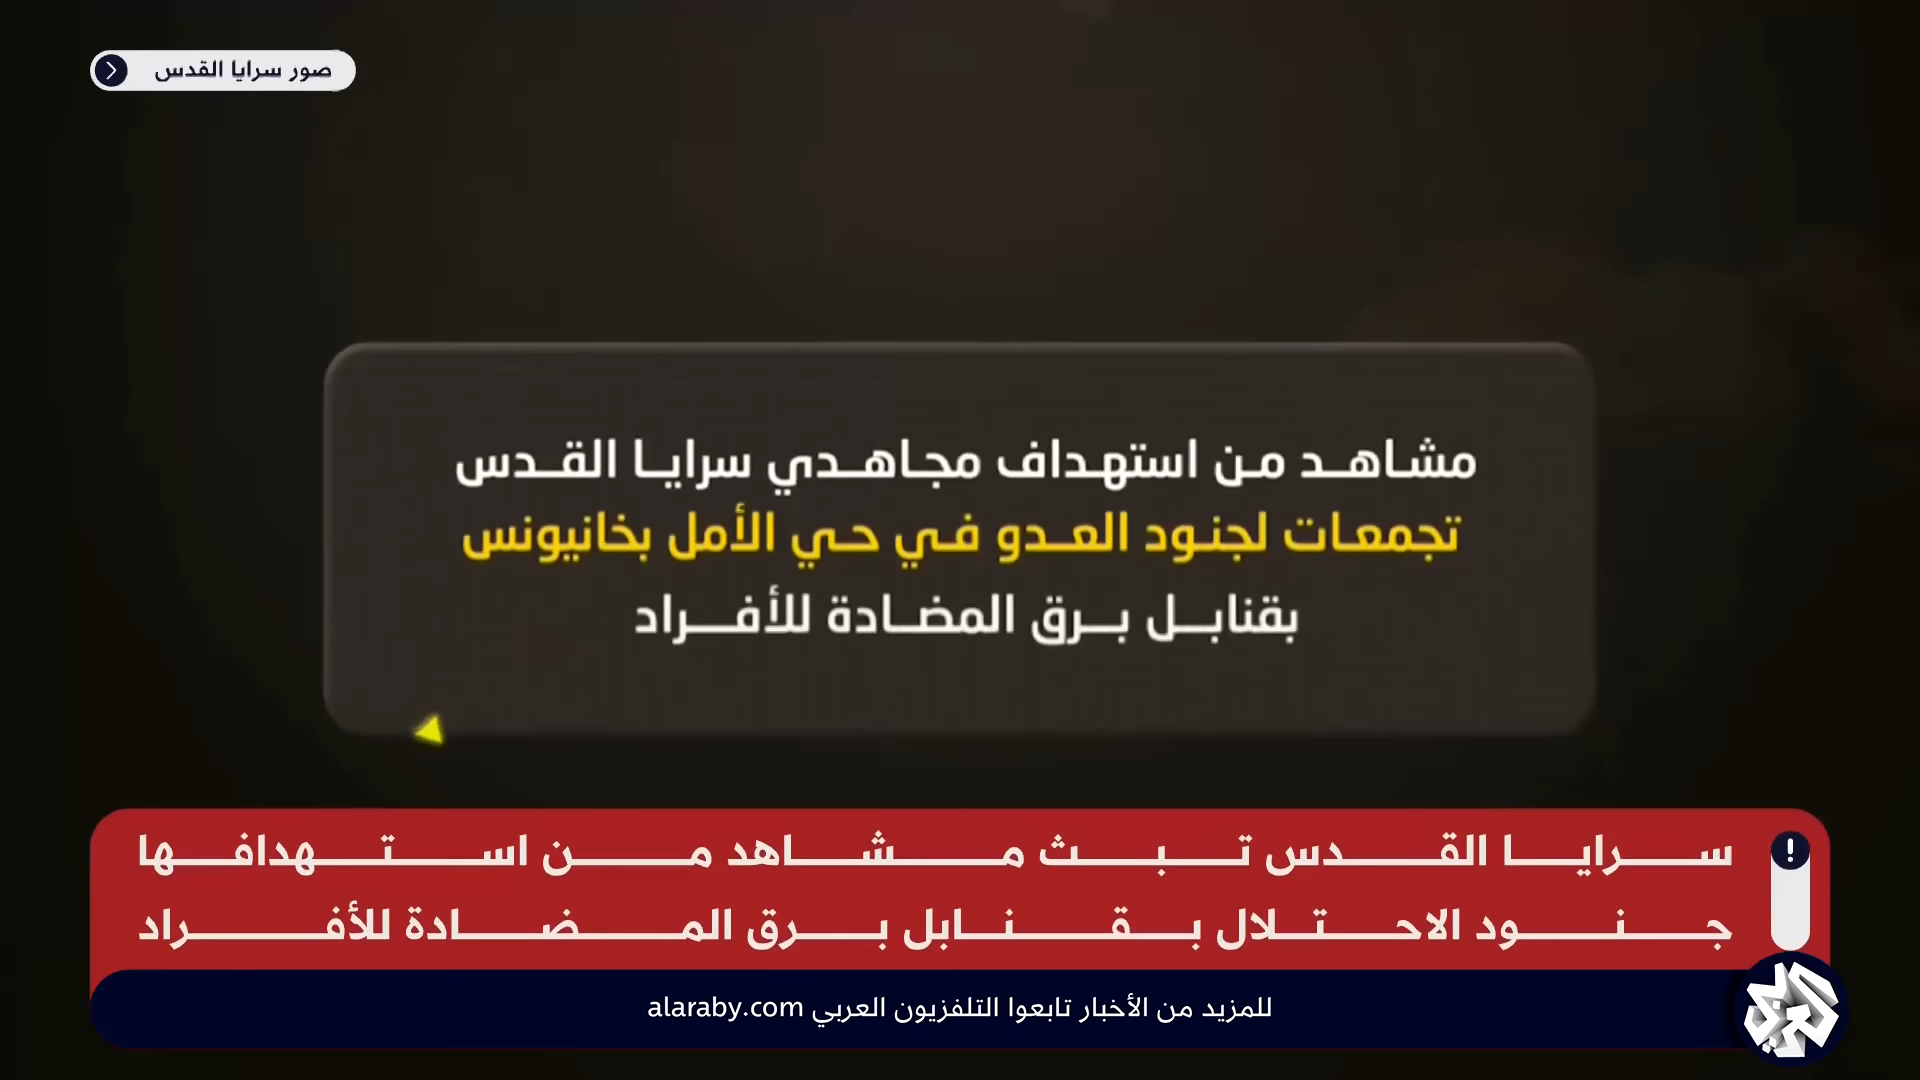 صور سرايا القدس
مشاهد من استهداف مجاهدي سرايا القدس
تجمعات لجنود العدو في حي الأمل بخانيونس
بقنابل برق المضادة للأفراد
سرايا القدس تبث مشاهد من استهدافها
جنود الاحتلال بقنابل برق المضادة للأفراد
للمزيد من الأخبار تابعوا التلفزيون العربي alaraby.com
العربي